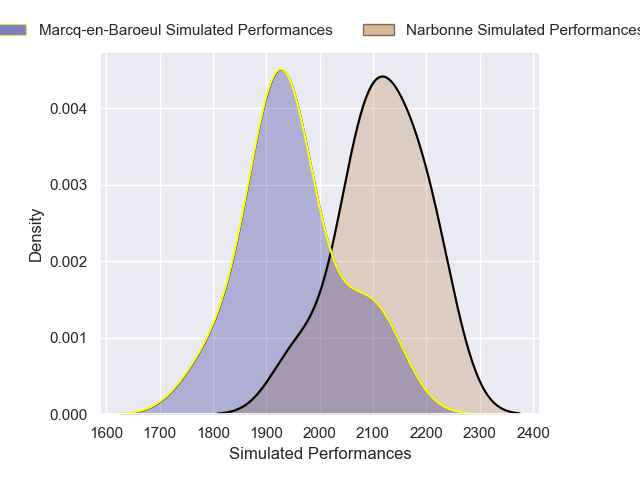 Marcq-en-Baroeul Simulated Performances
Narbonne Simulated Performances
0.004
0.003
0.002
0.001
0.000
Density
1600 1700 1800 1900 2000 2100 2200 2300 2400
Simulated Performances